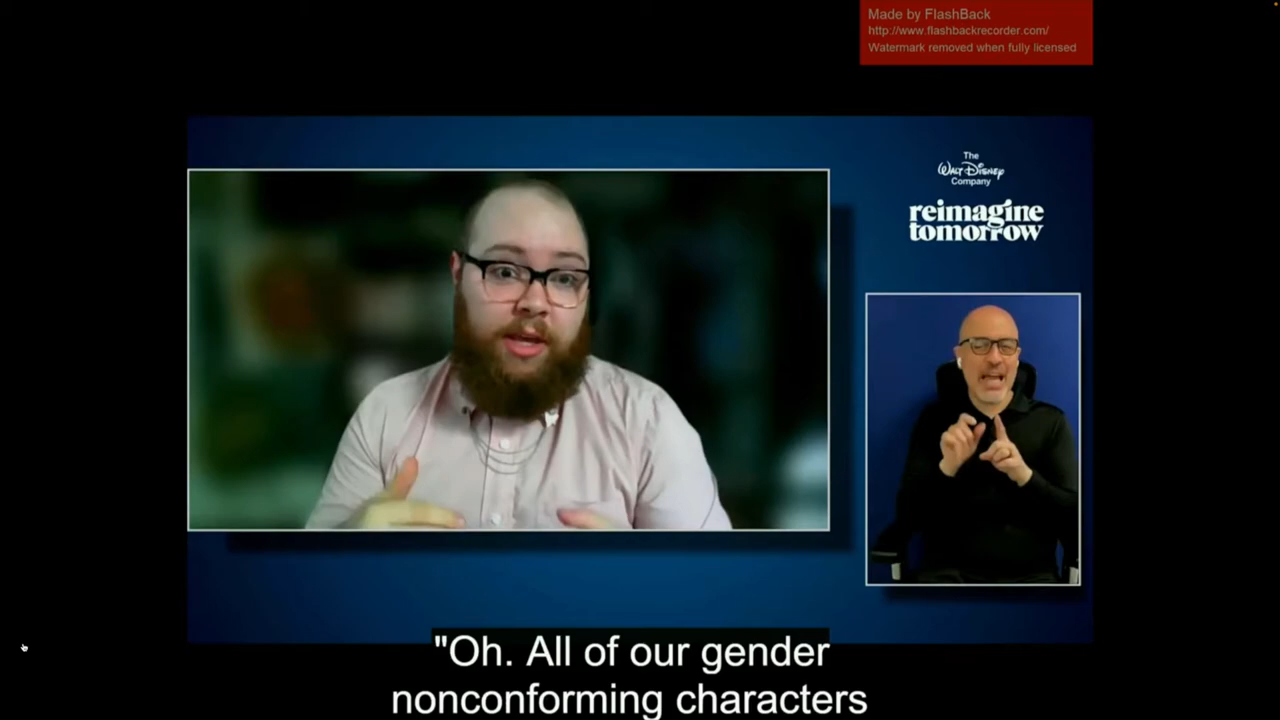 Made by FlashBack
http://www.flashbackrecorder.com/
Watermark removed when fully licensed
The
WALT DISNEY
Company
reimagine
tomorrow
"Oh. All of our gender
nonconforming characters